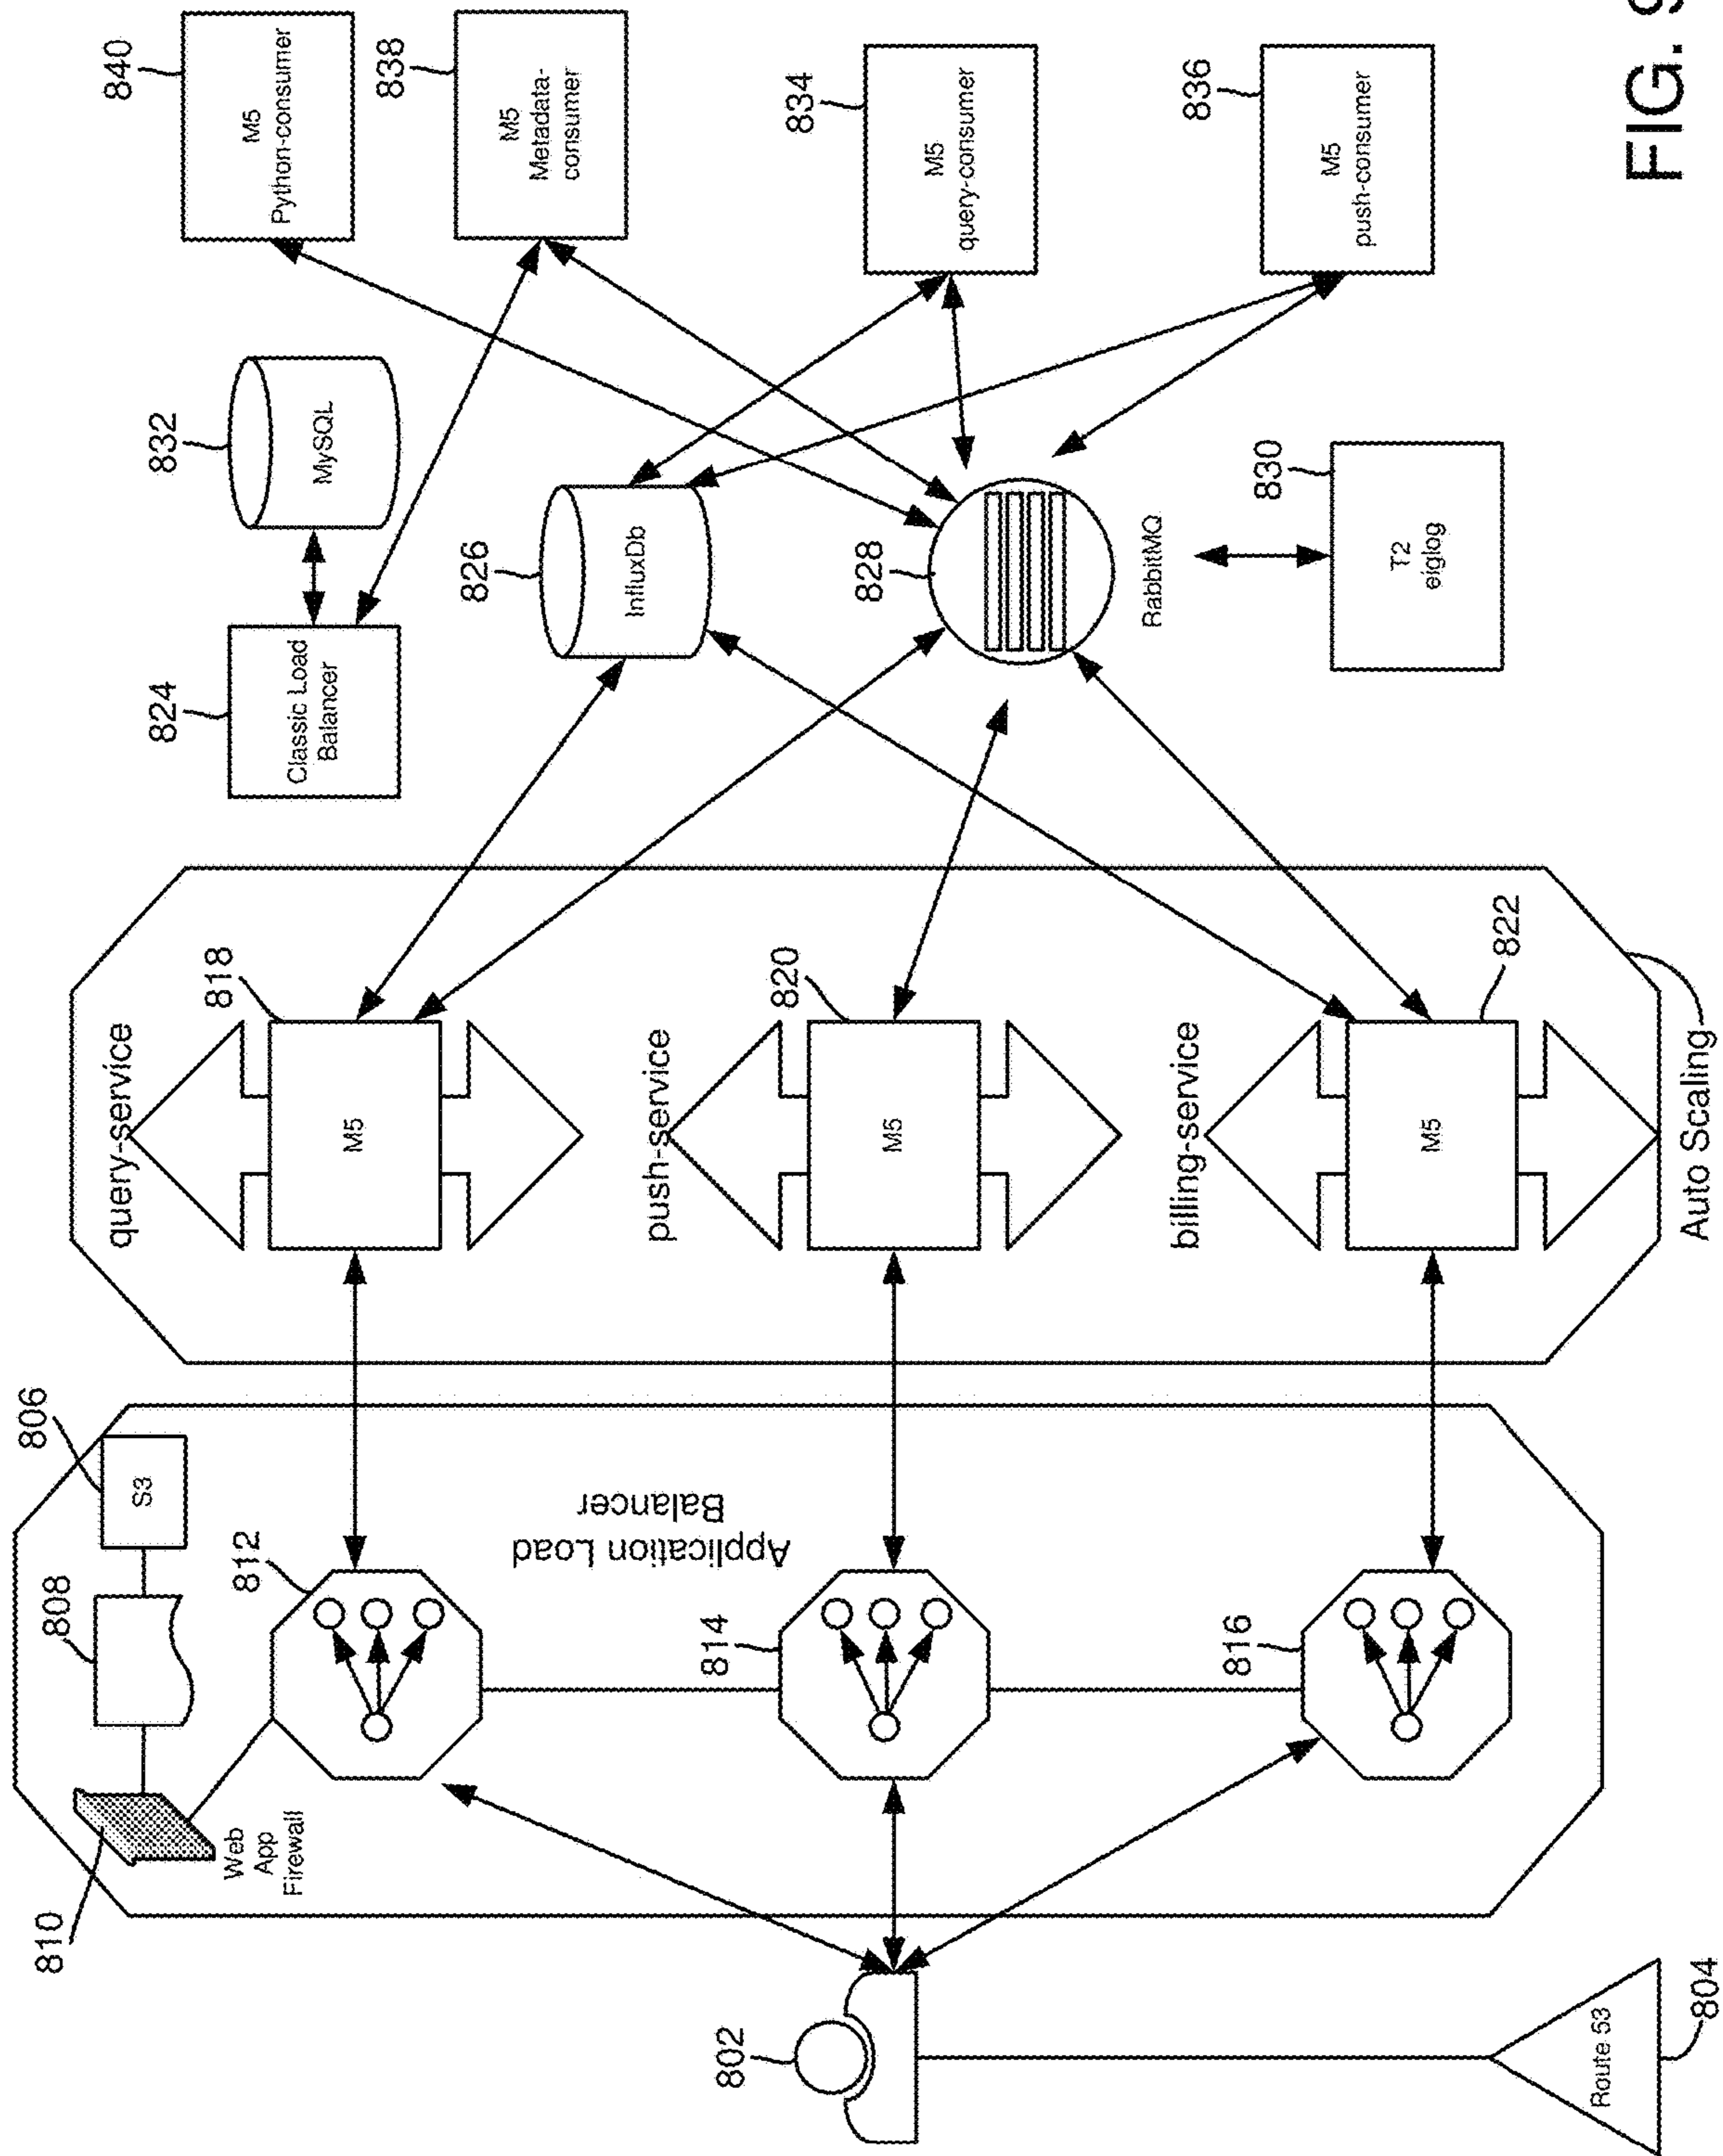 802
Route 53
804
810
Web
App
Firewall
808
806
S3
812
Application Load
Balancer
814
816
query-service
818
M5
push-service
820
M5
billing-service
M5
822
Auto Scaling
824
Classic Load
Balancer
832
MySQL
826
InfluxDb
828
RabbitMQ
830
T2
eiglog
840
M5
Python-consumer
838
M5
Metadata-
consumer
834
M5
query-consumer
836
M5
push-consumer
FIG. 9